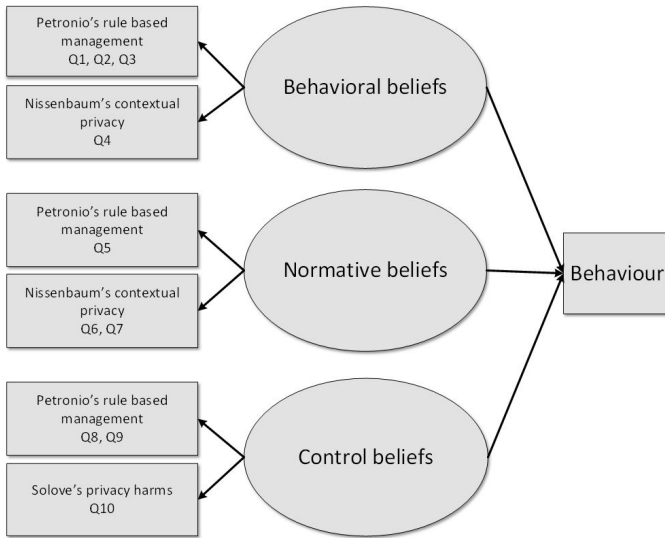 Petronio's rule based
management
Q1, Q2, Q3
Nissenbaum's contextual
privacy
Q4
Behavioral beliefs
Petronio's rule based
management
Q5
Nissenbaum's contextual
privacy
Q6, Q7
Normative beliefs
Behaviour
Petronio's rule based
management
Q8, Q9
Solove's privacy harms
Q10
Control beliefs